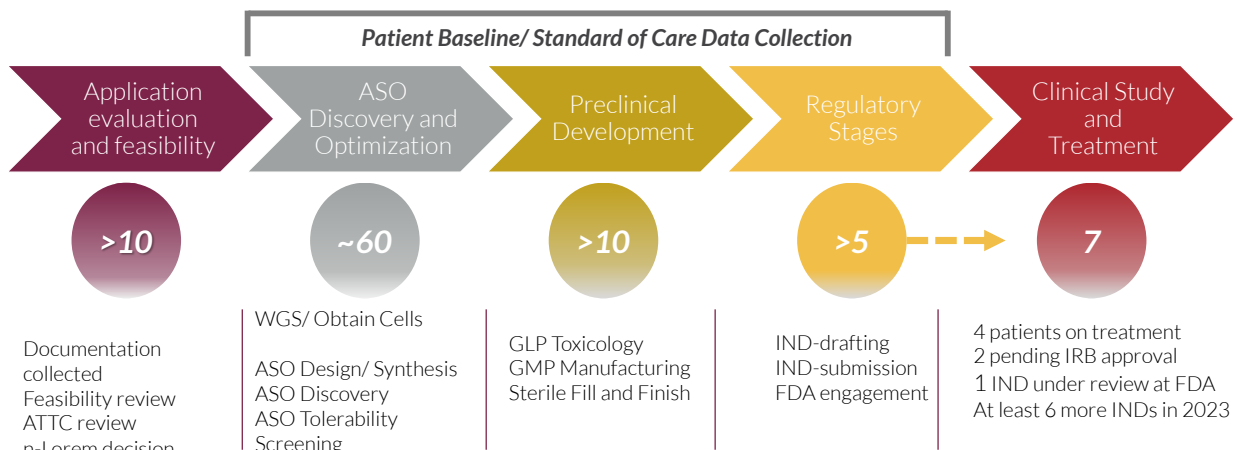 Patient Baseline/ Standard of Care Data Collection
Application
evaluation
and feasibility
ASO
Discovery and
Optimization
Preclinical
Development
Regulatory
Stages
Clinical Study
and
Treatment
>10
~60
>10
>5
7
Documentation
collected
Feasibility review
ATTC review
n-Lorem decision
WGS/ Obtain Cells
ASO Design/ Synthesis
ASO Discovery
ASO Tolerability
Screening
GLP Toxicology
GMP Manufacturing
Sterile Fill and Finish
IND-drafting
IND-submission
FDA engagement
4 patients on treatment
2 pending IRB approval
1 IND under review at FDA
At least 6 more INDs in 2023